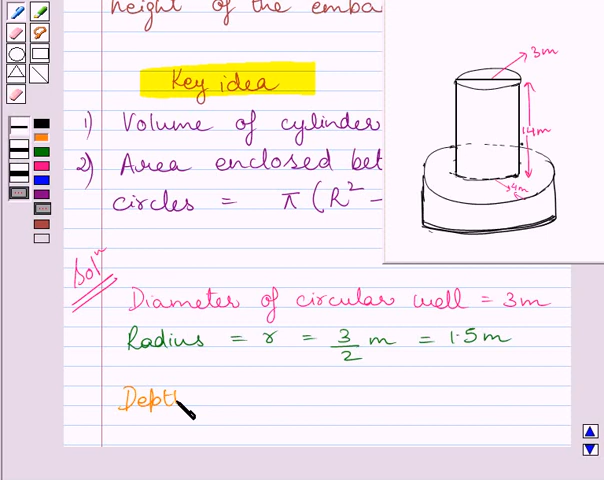 height of the emba
Key idea
1) Volume of cylinder
2) Area enclosed bet
circles = π (R² -
3m
14m
4m
Solⁿ
Diameter of circular well = 3m
Radius = r = 3/2 m = 1.5m
Dept